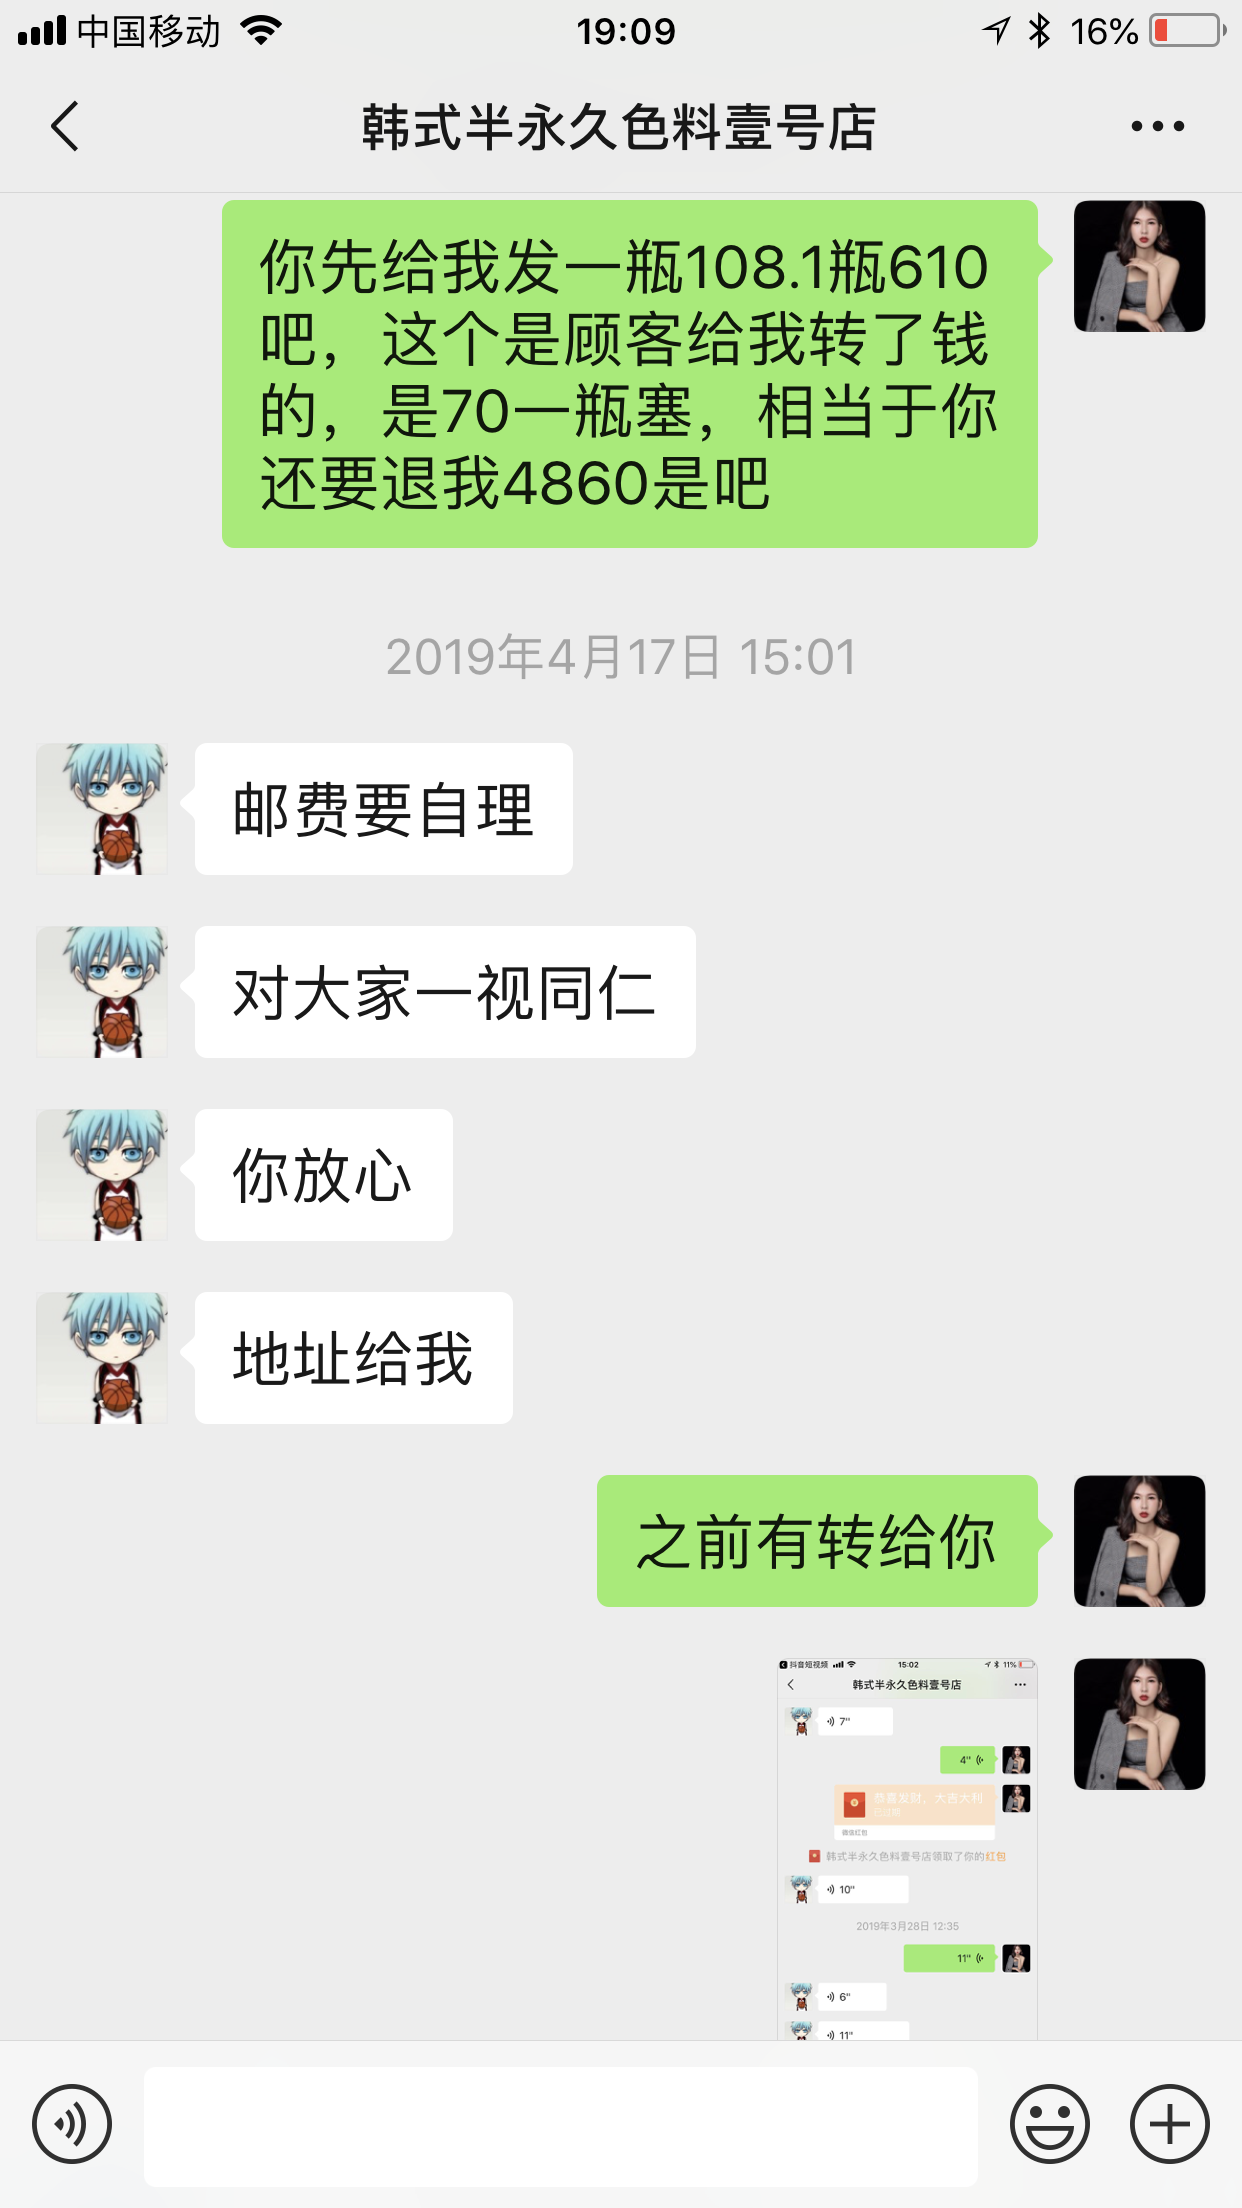 中国移动 19:09 16%
韩式半永久色料壹号店
你先给我发一瓶108.1瓶610
吧，这个是顾客给我转了钱
的，是70一瓶塞，相当于你
还要退我4860是吧
2019年4月17日 15:01
邮费要自理
对大家一视同仁
你放心
地址给我
之前有转给你
抖音短视频 15:02 11%
韩式半永久色料壹号店
7"
4"
恭喜发财，大吉大利
微信红包
韩式半永久色料壹号店领取了你的红包
10"
2019年3月28日 12:35
11"
6"
11"